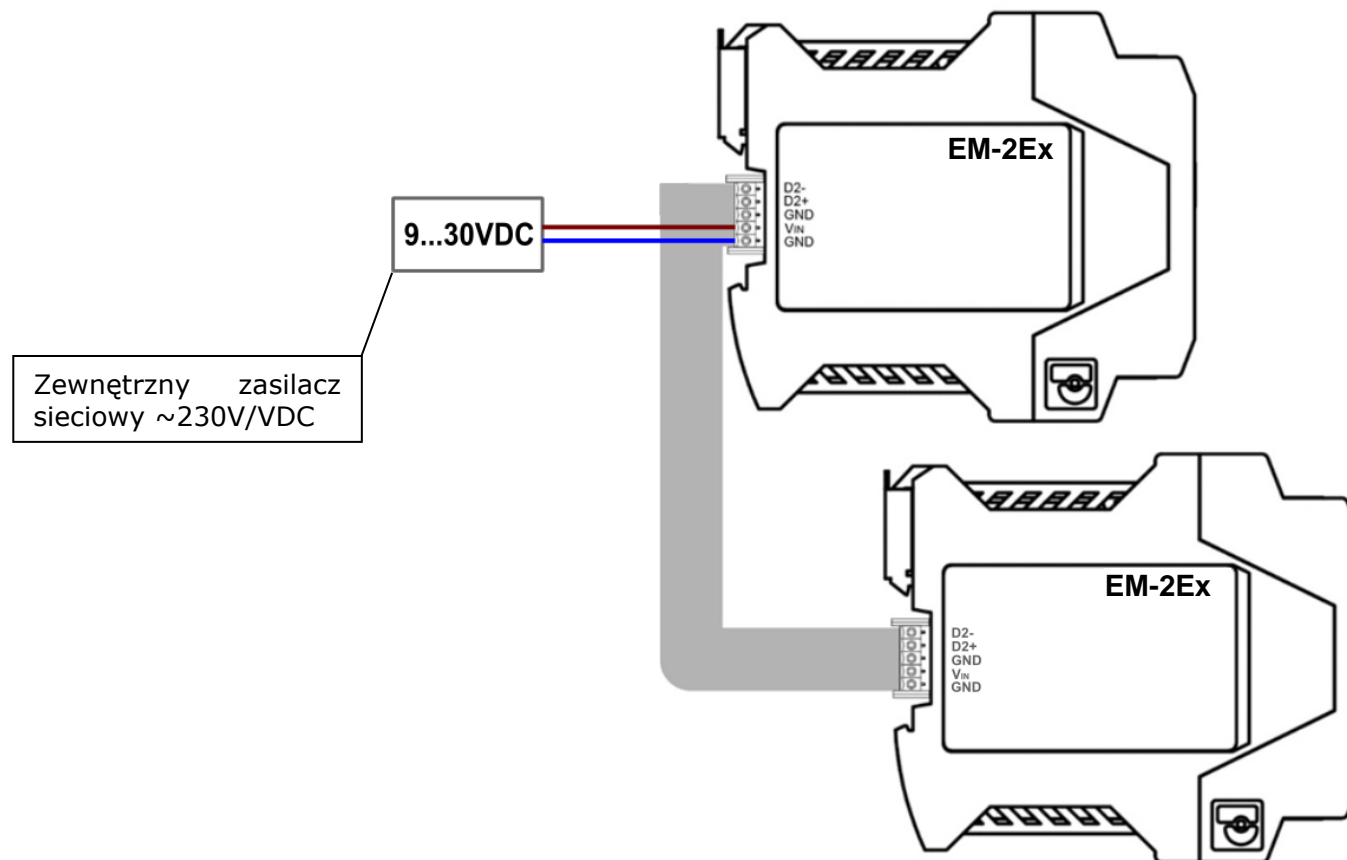 EM-2Ex
D2-
D2+
GND
VIN
GND
9...30VDC
Zewnętrzny zasilacz
sieciowy ~230V/VDC
EM-2Ex
D2-
D2+
GND
VIN
GND